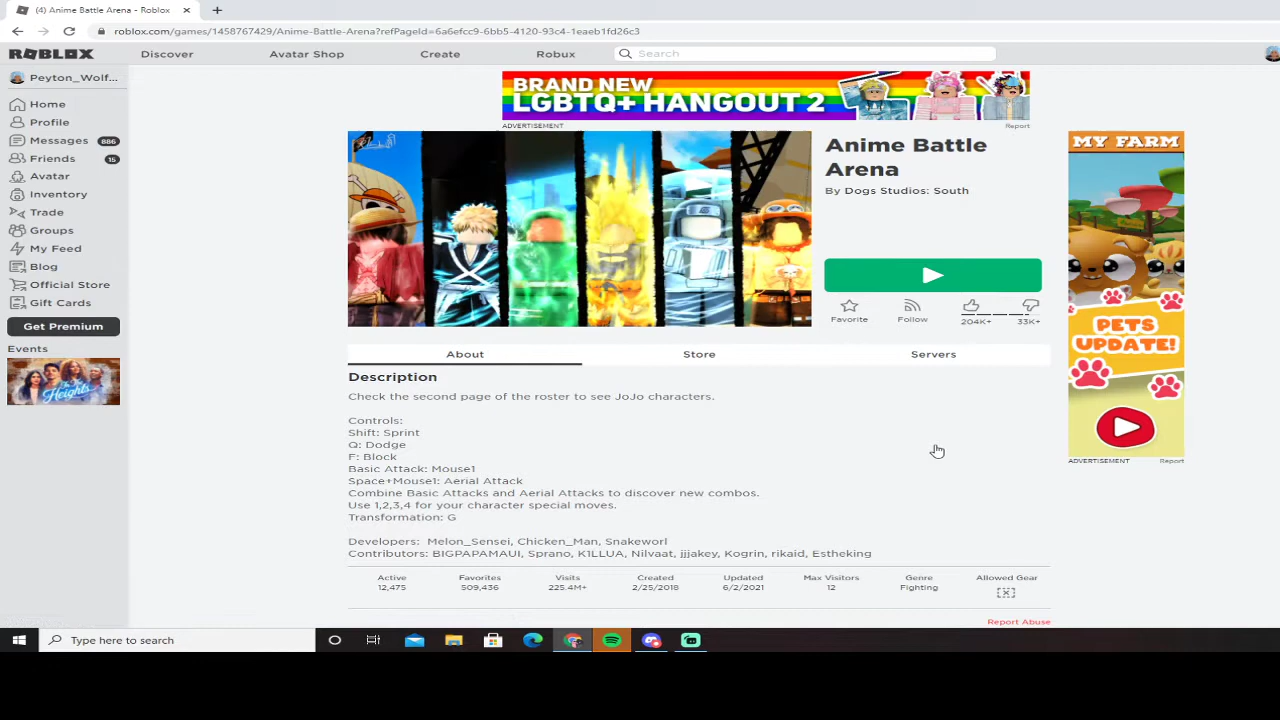 (4) Anime Battle Arena - Roblox
roblox.com/games/1458767429/Anime-Battle-Arena?refPageId=6a6efcc9-6bb5-4120-93c4-1eaeb1fd26c3
ROBLOX
Discover
Avatar Shop
Create
Robux
Search
Peyton_Wolf...
Home
Profile
Messages
886
Friends
15
Avatar
Inventory
Trade
Groups
My Feed
Blog
Official Store
Gift Cards
Get Premium
Events
In The Heights
BRAND NEW
LGBTQ+ HANGOUT 2
ADVERTISEMENT
Report
Anime Battle
Arena
By Dogs Studios: South
Favorite
Follow
204K+
33K+
MY FARM
PETS
UPDATE!
ADVERTISEMENT
Report
About
Store
Servers
Description
Check the second page of the roster to see JoJo characters.
Controls:
Shift: Sprint
Q: Dodge
F: Block
Basic Attack: Mouse1
Space+Mouse1: Aerial Attack
Combine Basic Attacks and Aerial Attacks to discover new combos.
Use 1,2,3,4 for your character special moves.
Transformation: G
Developers: Melon_Sensei, Chicken_Man, Snakeworl
Contributors: BIGPAPAMAUI, Sprano, K1LLUA, Nilvaat, jjjakey, Kogrin, rikaid, Estheking
Active
Favorites
Visits
Created
Updated
Max Visitors
Genre
Allowed Gear
12,475
509,436
225.4M+
2/25/2018
6/2/2021
12
Fighting
Report Abuse
Type here to search